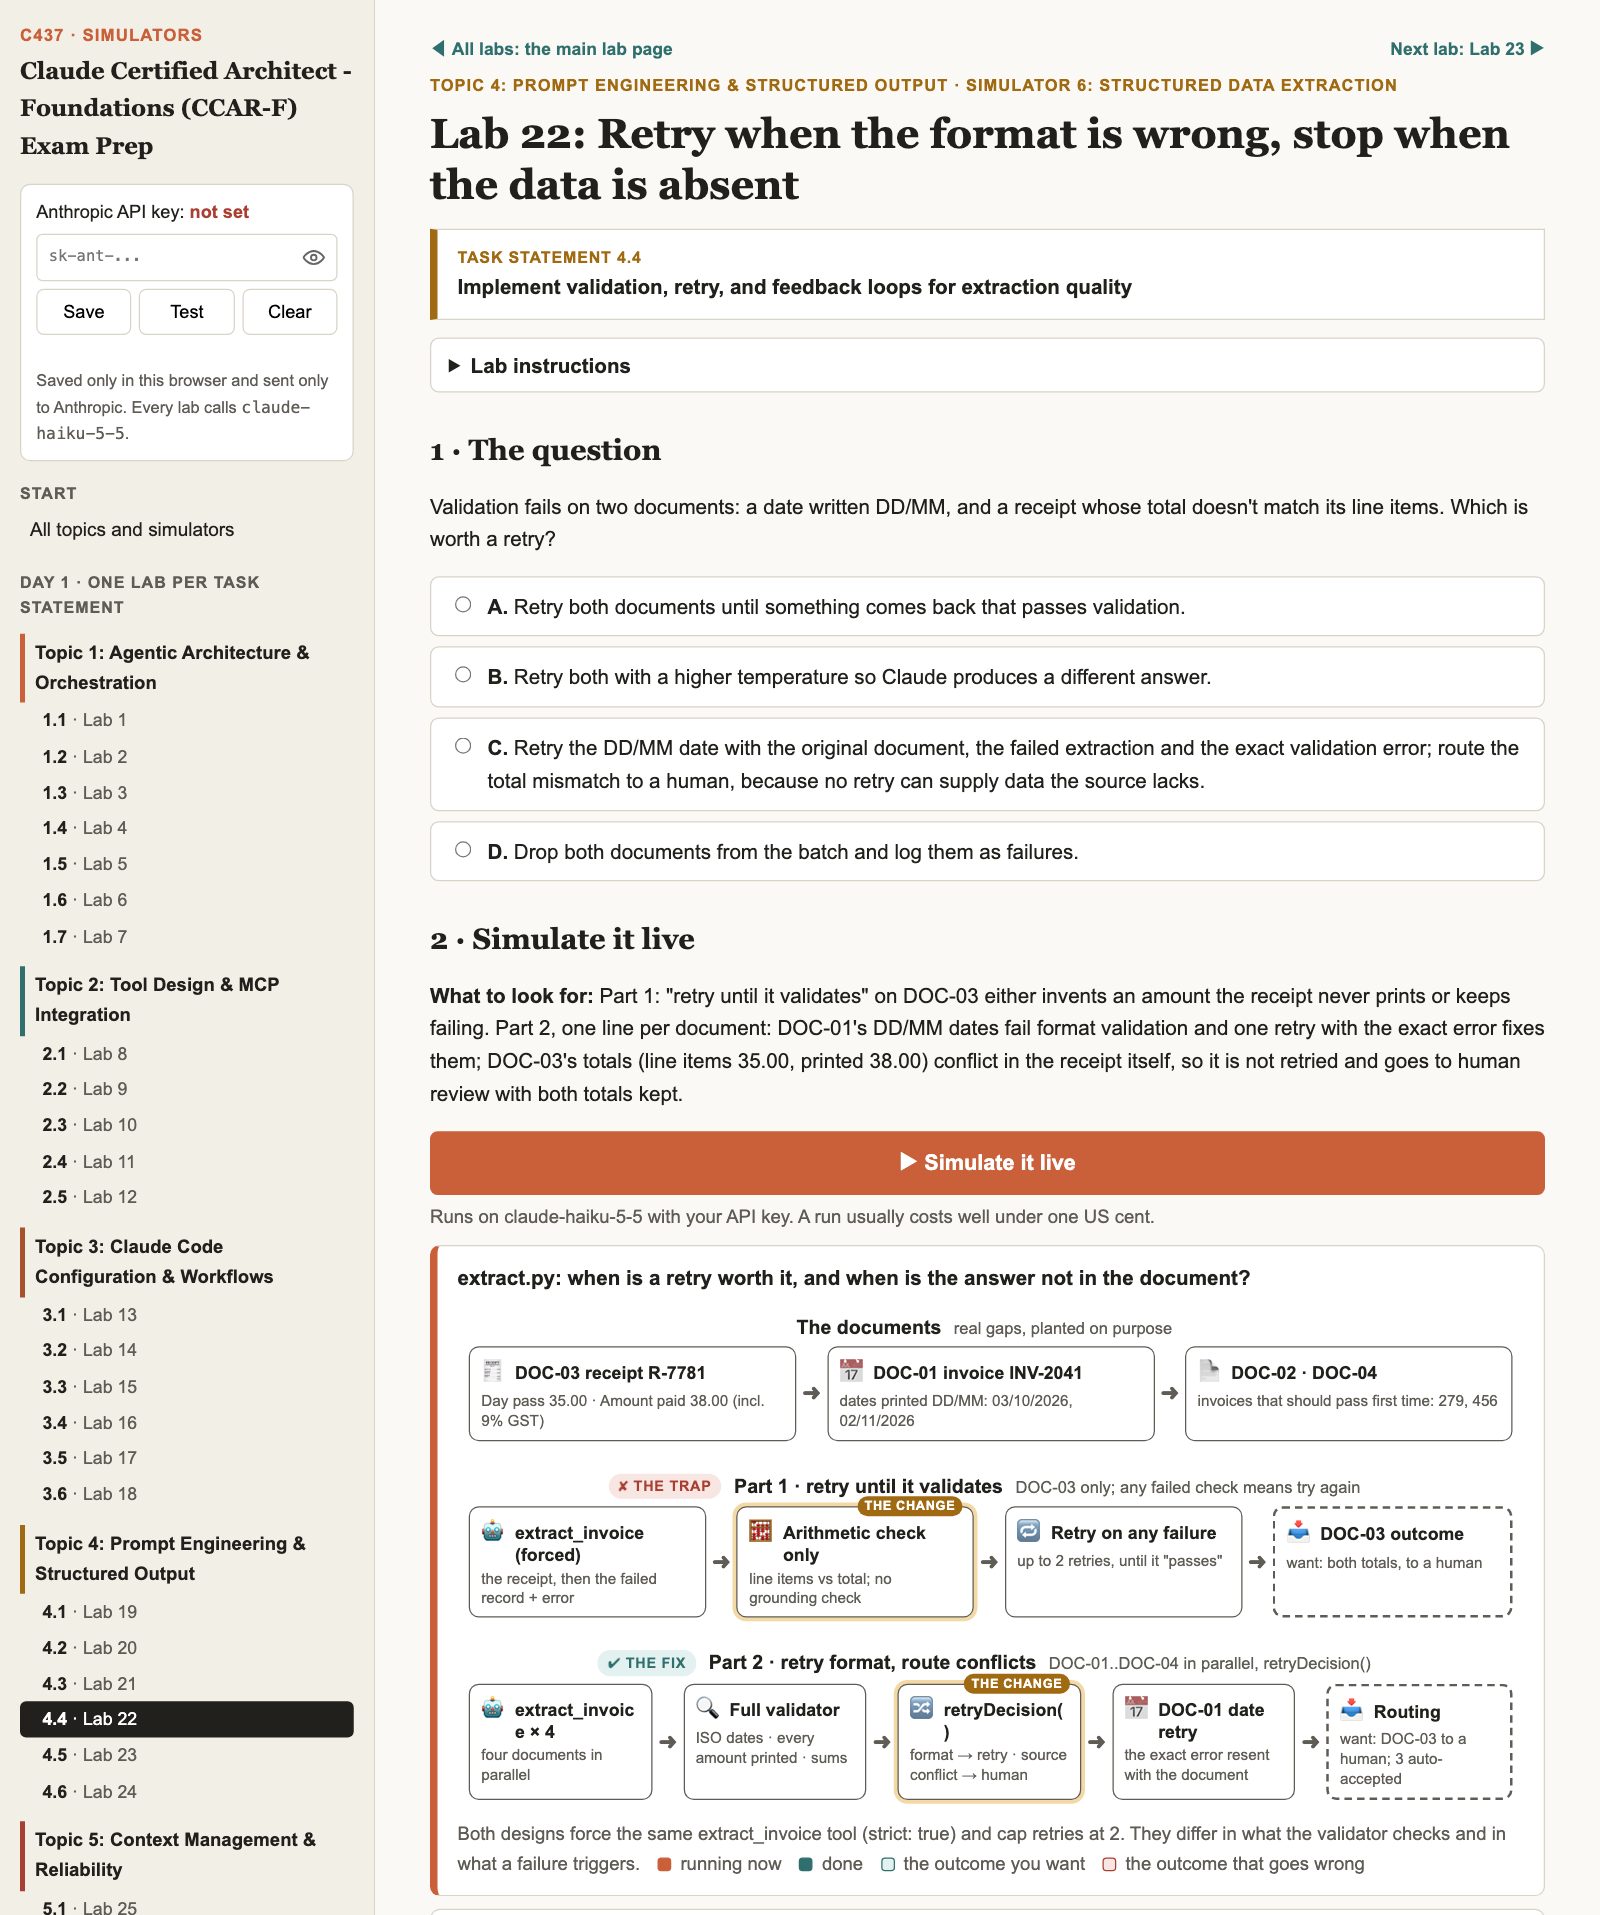 C437 · SIMULATORS
Claude Certified Architect -
Foundations (CCAR-F)
Exam Prep
Anthropic API key: not set
sk-ant-...
Save
Test
Clear
Saved only in this browser and sent only
to Anthropic. Every lab calls claude-
haiku-5-5.
START
All topics and simulators
DAY 1 · ONE LAB PER TASK
STATEMENT
Topic 1: Agentic Architecture &
Orchestration
1.1 · Lab 1
1.2 · Lab 2
1.3 · Lab 3
1.4 · Lab 4
1.5 · Lab 5
1.6 · Lab 6
1.7 · Lab 7
Topic 2: Tool Design & MCP
Integration
2.1 · Lab 8
2.2 · Lab 9
2.3 · Lab 10
2.4 · Lab 11
2.5 · Lab 12
Topic 3: Claude Code
Configuration & Workflows
3.1 · Lab 13
3.2 · Lab 14
3.3 · Lab 15
3.4 · Lab 16
3.5 · Lab 17
3.6 · Lab 18
Topic 4: Prompt Engineering &
Structured Output
4.1 · Lab 19
4.2 · Lab 20
4.3 · Lab 21
4.4 · Lab 22
4.5 · Lab 23
4.6 · Lab 24
Topic 5: Context Management &
Reliability
5.1 · Lab 25
◀ All labs: the main lab page
Next lab: Lab 23 ▶
TOPIC 4: PROMPT ENGINEERING & STRUCTURED OUTPUT · SIMULATOR 6: STRUCTURED DATA EXTRACTION
Lab 22: Retry when the format is wrong, stop when
the data is absent
TASK STATEMENT 4.4
Implement validation, retry, and feedback loops for extraction quality
▶ Lab instructions
1 · The question
Validation fails on two documents: a date written DD/MM, and a receipt whose total doesn't match its line items. Which is
worth a retry?
A. Retry both documents until something comes back that passes validation.
B. Retry both with a higher temperature so Claude produces a different answer.
C. Retry the DD/MM date with the original document, the failed extraction and the exact validation error; route the
total mismatch to a human, because no retry can supply data the source lacks.
D. Drop both documents from the batch and log them as failures.
2 · Simulate it live
What to look for: Part 1: "retry until it validates" on DOC-03 either invents an amount the receipt never prints or keeps
failing. Part 2, one line per document: DOC-01's DD/MM dates fail format validation and one retry with the exact error fixes
them; DOC-03's totals (line items 35.00, printed 38.00) conflict in the receipt itself, so it is not retried and goes to human
review with both totals kept.
▶ Simulate it live
Runs on claude-haiku-5-5 with your API key. A run usually costs well under one US cent.
extract.py: when is a retry worth it, and when is the answer not in the document?
The documents real gaps, planted on purpose
DOC-03 receipt R-7781
Day pass 35.00 · Amount paid 38.00 (incl.
9% GST)
➜
17
DOC-01 invoice INV-2041
dates printed DD/MM: 03/10/2026,
02/11/2026
➜
DOC-02 · DOC-04
invoices that should pass first time: 279, 456
✘ THE TRAP Part 1 · retry until it validates DOC-03 only; any failed check means try again
extract_invoice
(forced)
the receipt, then the failed
record + error
➜
THE CHANGE
Arithmetic check
only
line items vs total; no
grounding check
➜
Retry on any failure
up to 2 retries, until it "passes"
➜
DOC-03 outcome
want: both totals, to a human
✔ THE FIX Part 2 · retry format, route conflicts DOC-01..DOC-04 in parallel, retryDecision()
extract_invoic
e × 4
four documents in
parallel
➜
Full validator
ISO dates · every
amount printed · sums
➜
THE CHANGE
retryDecision(
)
format → retry · source
conflict → human
➜
17
DOC-01 date
retry
the exact error resent
with the document
➜
Routing
want: DOC-03 to a
human; 3 auto-
accepted
Both designs force the same extract_invoice tool (strict: true) and cap retries at 2. They differ in what the validator checks and in
what a failure triggers. running now done the outcome you want the outcome that goes wrong